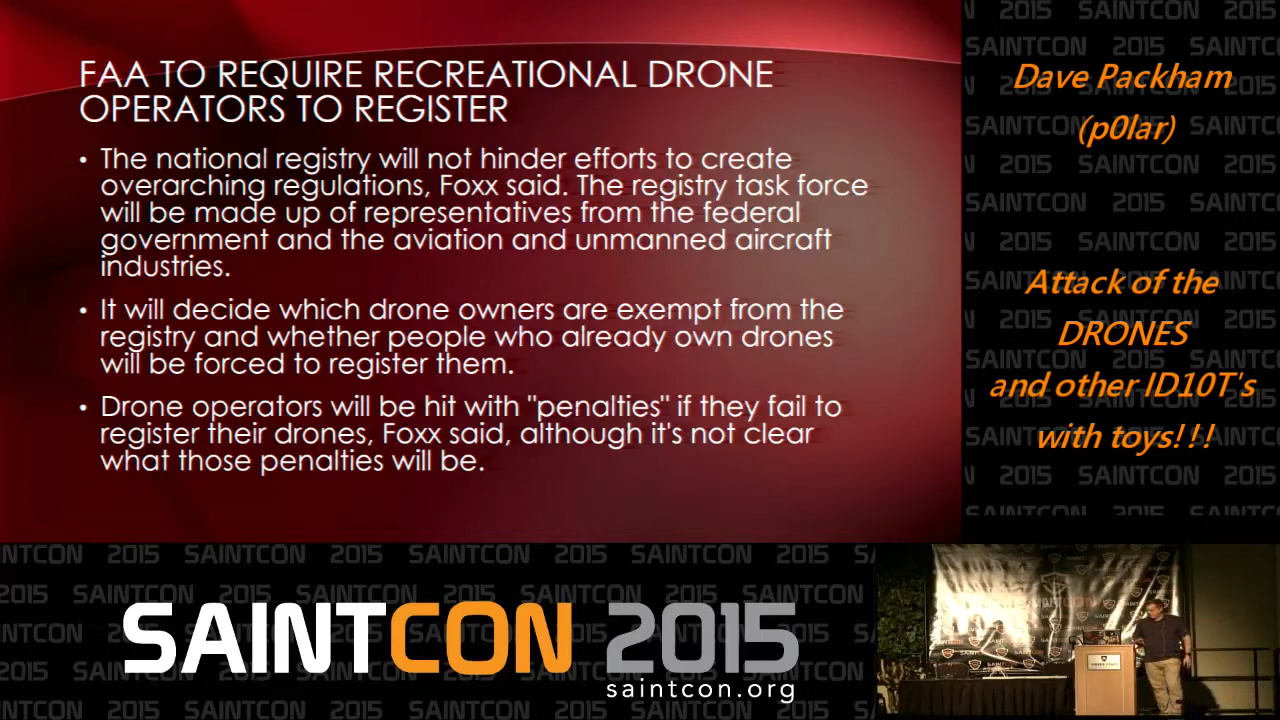 FAA TO REQUIRE RECREATIONAL DRONE
OPERATORS TO REGISTER
• The national registry will not hinder efforts to create
overarching regulations, Foxx said. The registry task force
will be made up of representatives from the federal
government and the aviation and unmanned aircraft
industries.
• It will decide which drone owners are exempt from the
registry and whether people who already own drones
will be forced to register them.
• Drone operators will be hit with "penalties" if they fail to
register their drones, Foxx said, although it's not clear
what those penalties will be.
Dave Packham
(p0lar)
Attack of the
DRONES
and other ID10T's
with toys!!!
SAINTCON 2015
saintcon.org